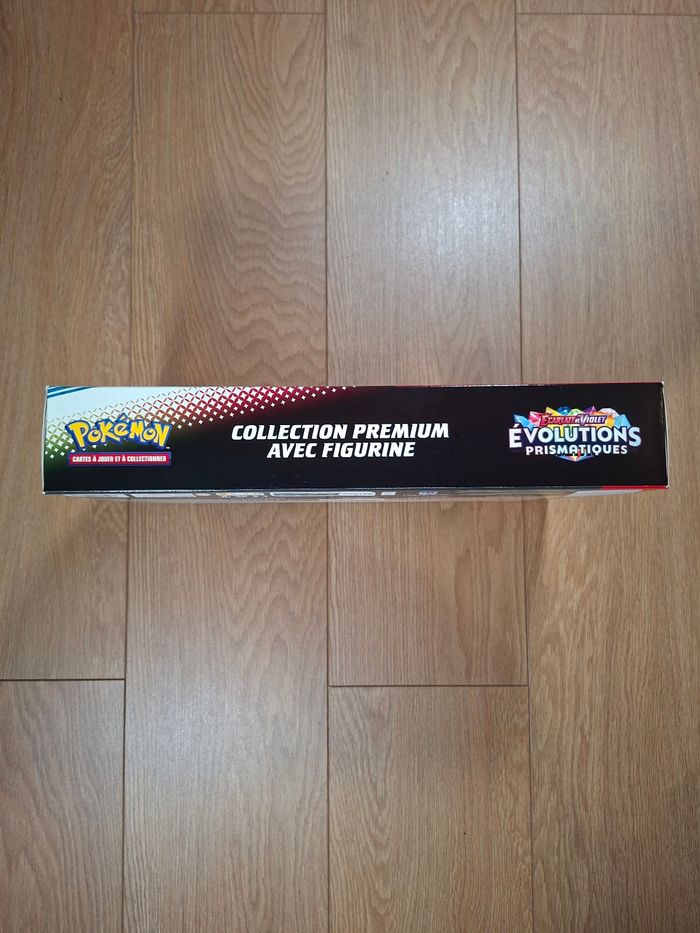 POKÉMON
CARTES À JOUER ET À COLLECTIONNER
COLLECTION PREMIUM
AVEC FIGURINE
ÉCARLATE ET VIOLET
ÉVOLUTIONS
PRISMATIQUES